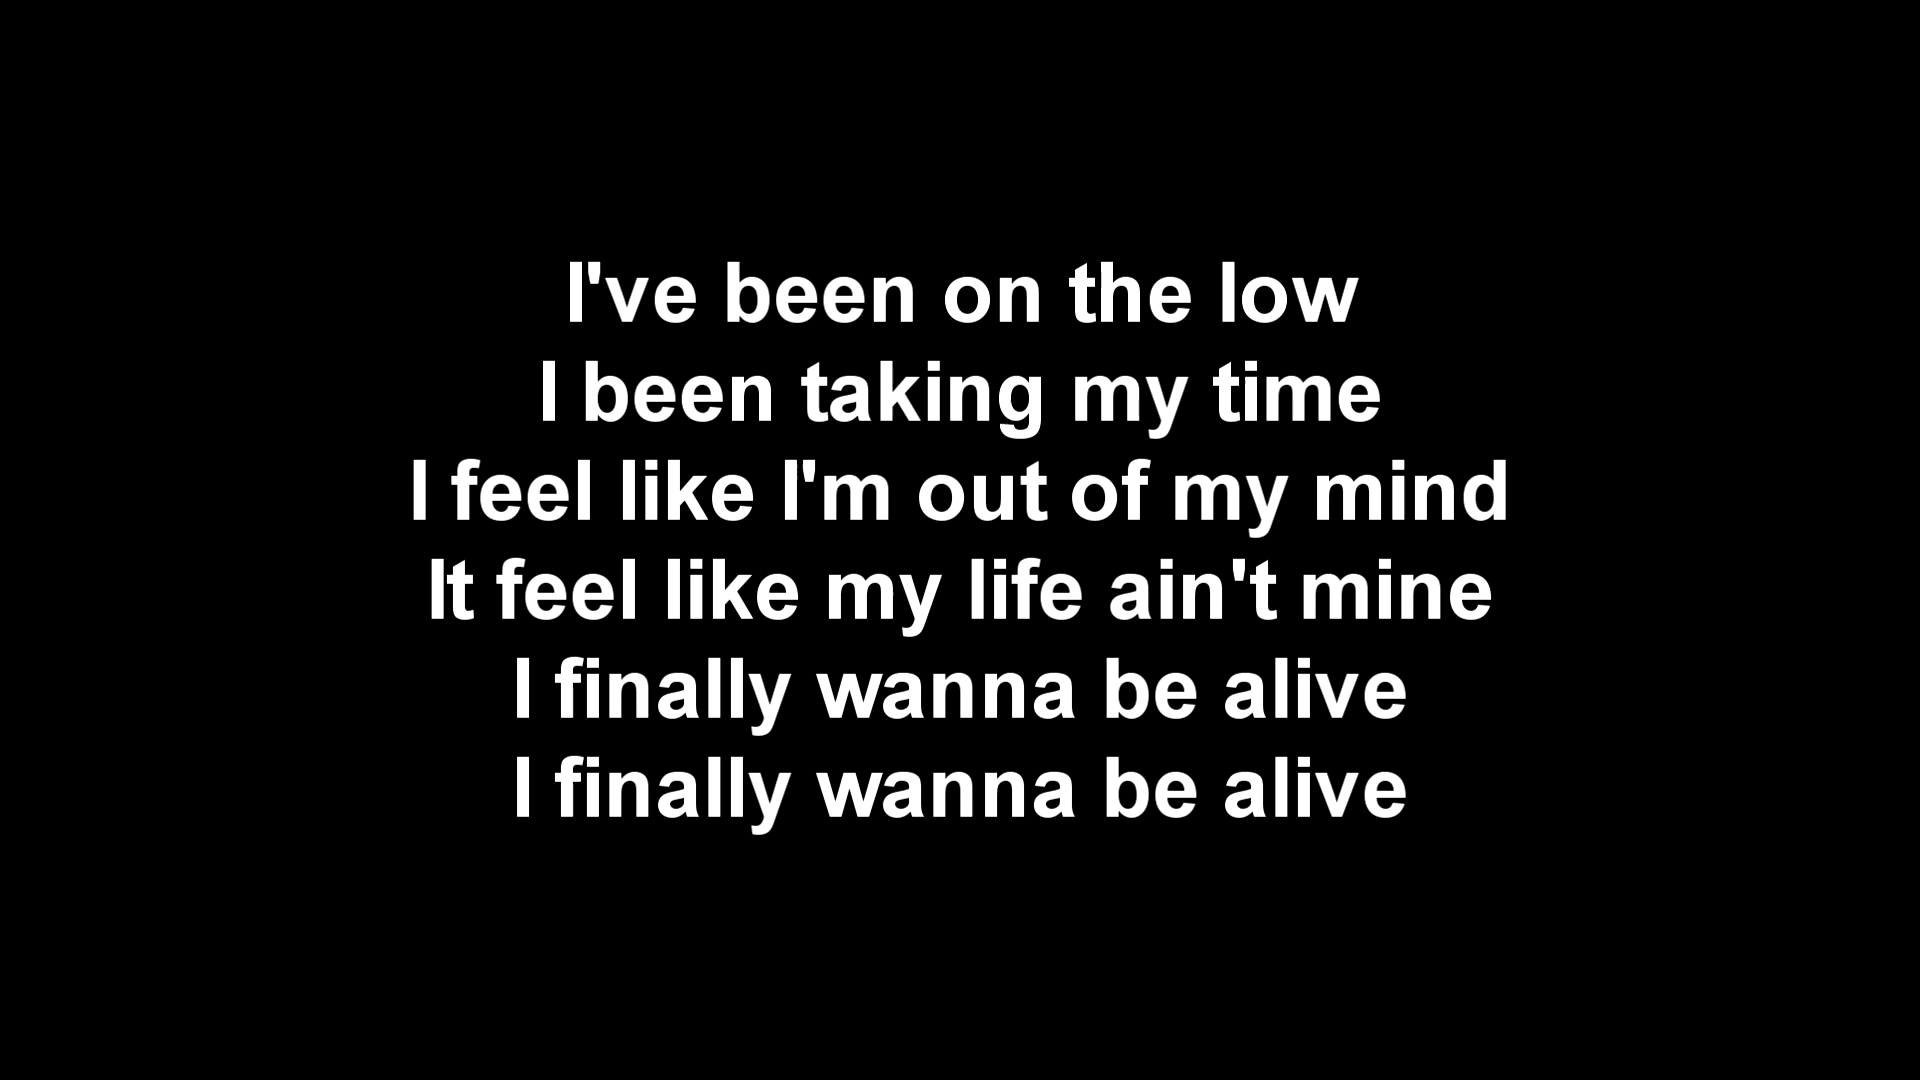 I've been on the low
I been taking my time
I feel like I'm out of my mind
It feel like my life ain't mine
I finally wanna be alive
I finally wanna be alive